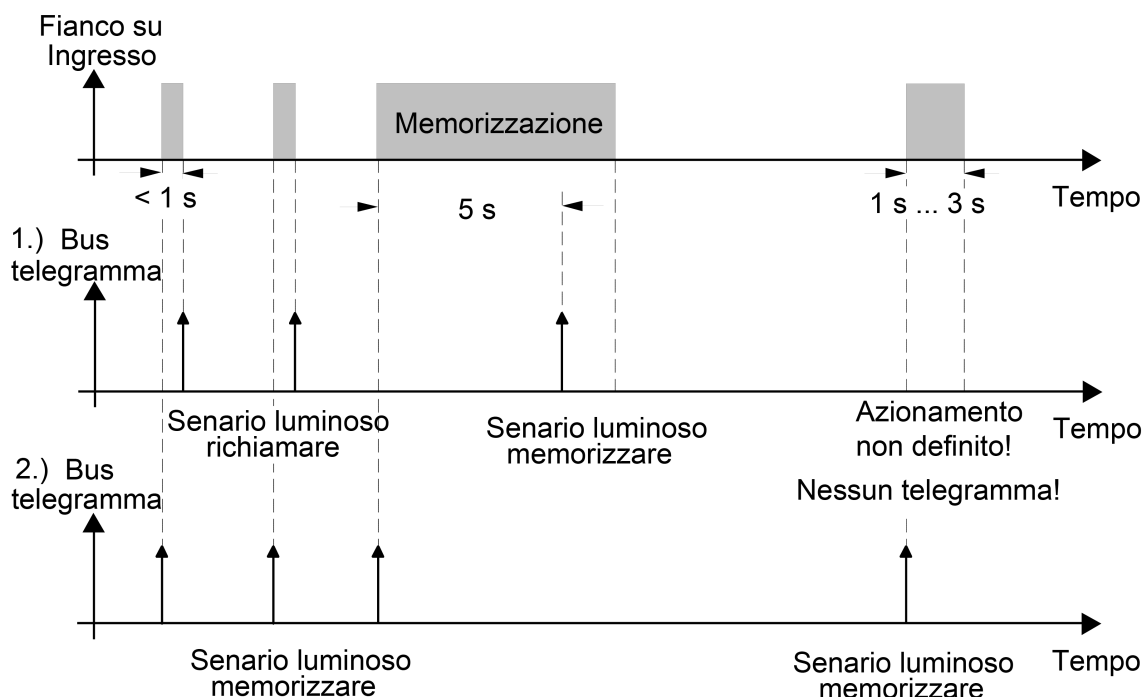 Fianco su
Ingresso
Memorizzazione
< 1 s
5 s
1 s ... 3 s
Tempo
1.) Bus
telegramma
Senario luminoso
richiamare
Senario luminoso
memorizzare
Azionamento
non definito!
Tempo
Nessun telegramma!
2.) Bus
telegramma
Senario luminoso
memorizzare
Senario luminoso
memorizzare
Tempo